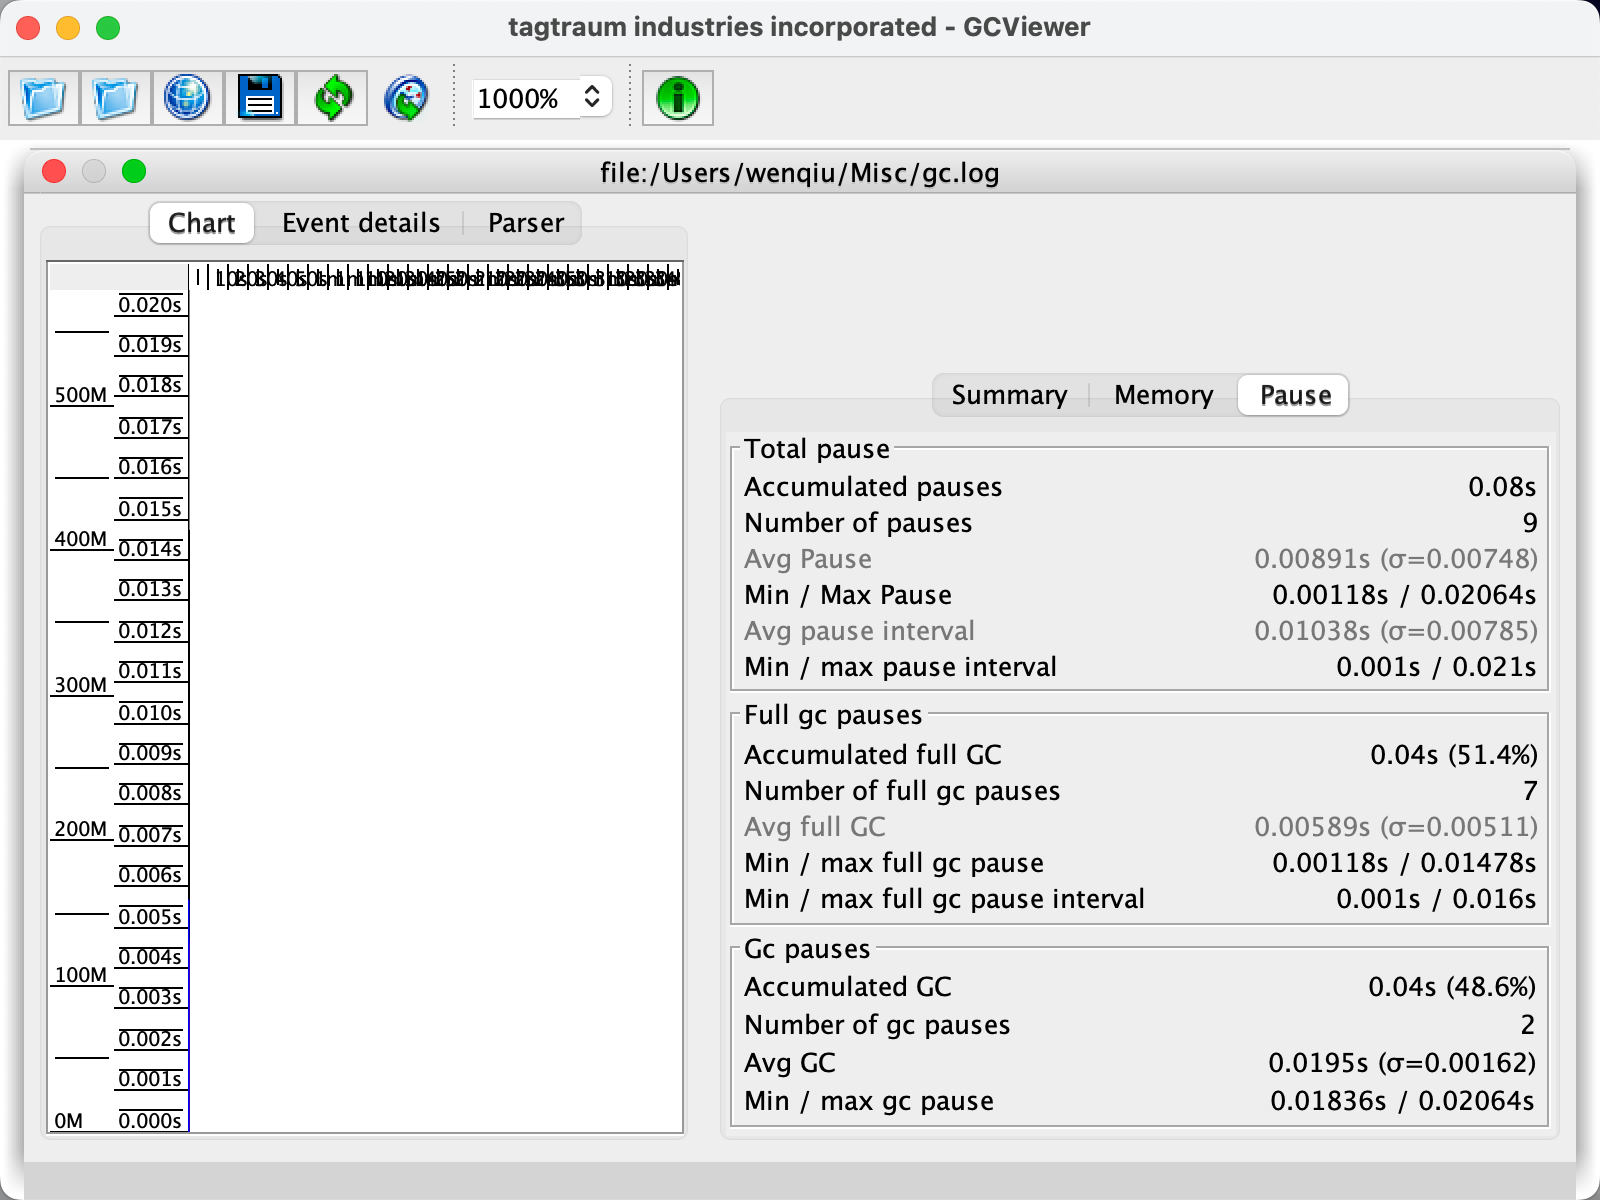 tagtraum industries incorporated - GCViewer
1000%
file:/Users/wenqiu/Misc/gc.log
Chart
Event details
Parser
0.020s
0.019s
500M
0.018s
0.017s
0.016s
0.015s
400M
0.014s
0.013s
0.012s
0.011s
300M
0.010s
0.009s
0.008s
200M
0.007s
0.006s
0.005s
0.004s
100M
0.003s
0.002s
0.001s
0M
0.000s
Summary
Memory
Pause
Total pause
Accumulated pauses 0.08s
Number of pauses 9
Avg Pause 0.00891s (σ=0.00748)
Min / Max Pause 0.00118s / 0.02064s
Avg pause interval 0.01038s (σ=0.00785)
Min / max pause interval 0.001s / 0.021s
Full gc pauses
Accumulated full GC 0.04s (51.4%)
Number of full gc pauses 7
Avg full GC 0.00589s (σ=0.00511)
Min / max full gc pause 0.00118s / 0.01478s
Min / max full gc pause interval 0.001s / 0.016s
Gc pauses
Accumulated GC 0.04s (48.6%)
Number of gc pauses 2
Avg GC 0.0195s (σ=0.00162)
Min / max gc pause 0.01836s / 0.02064s